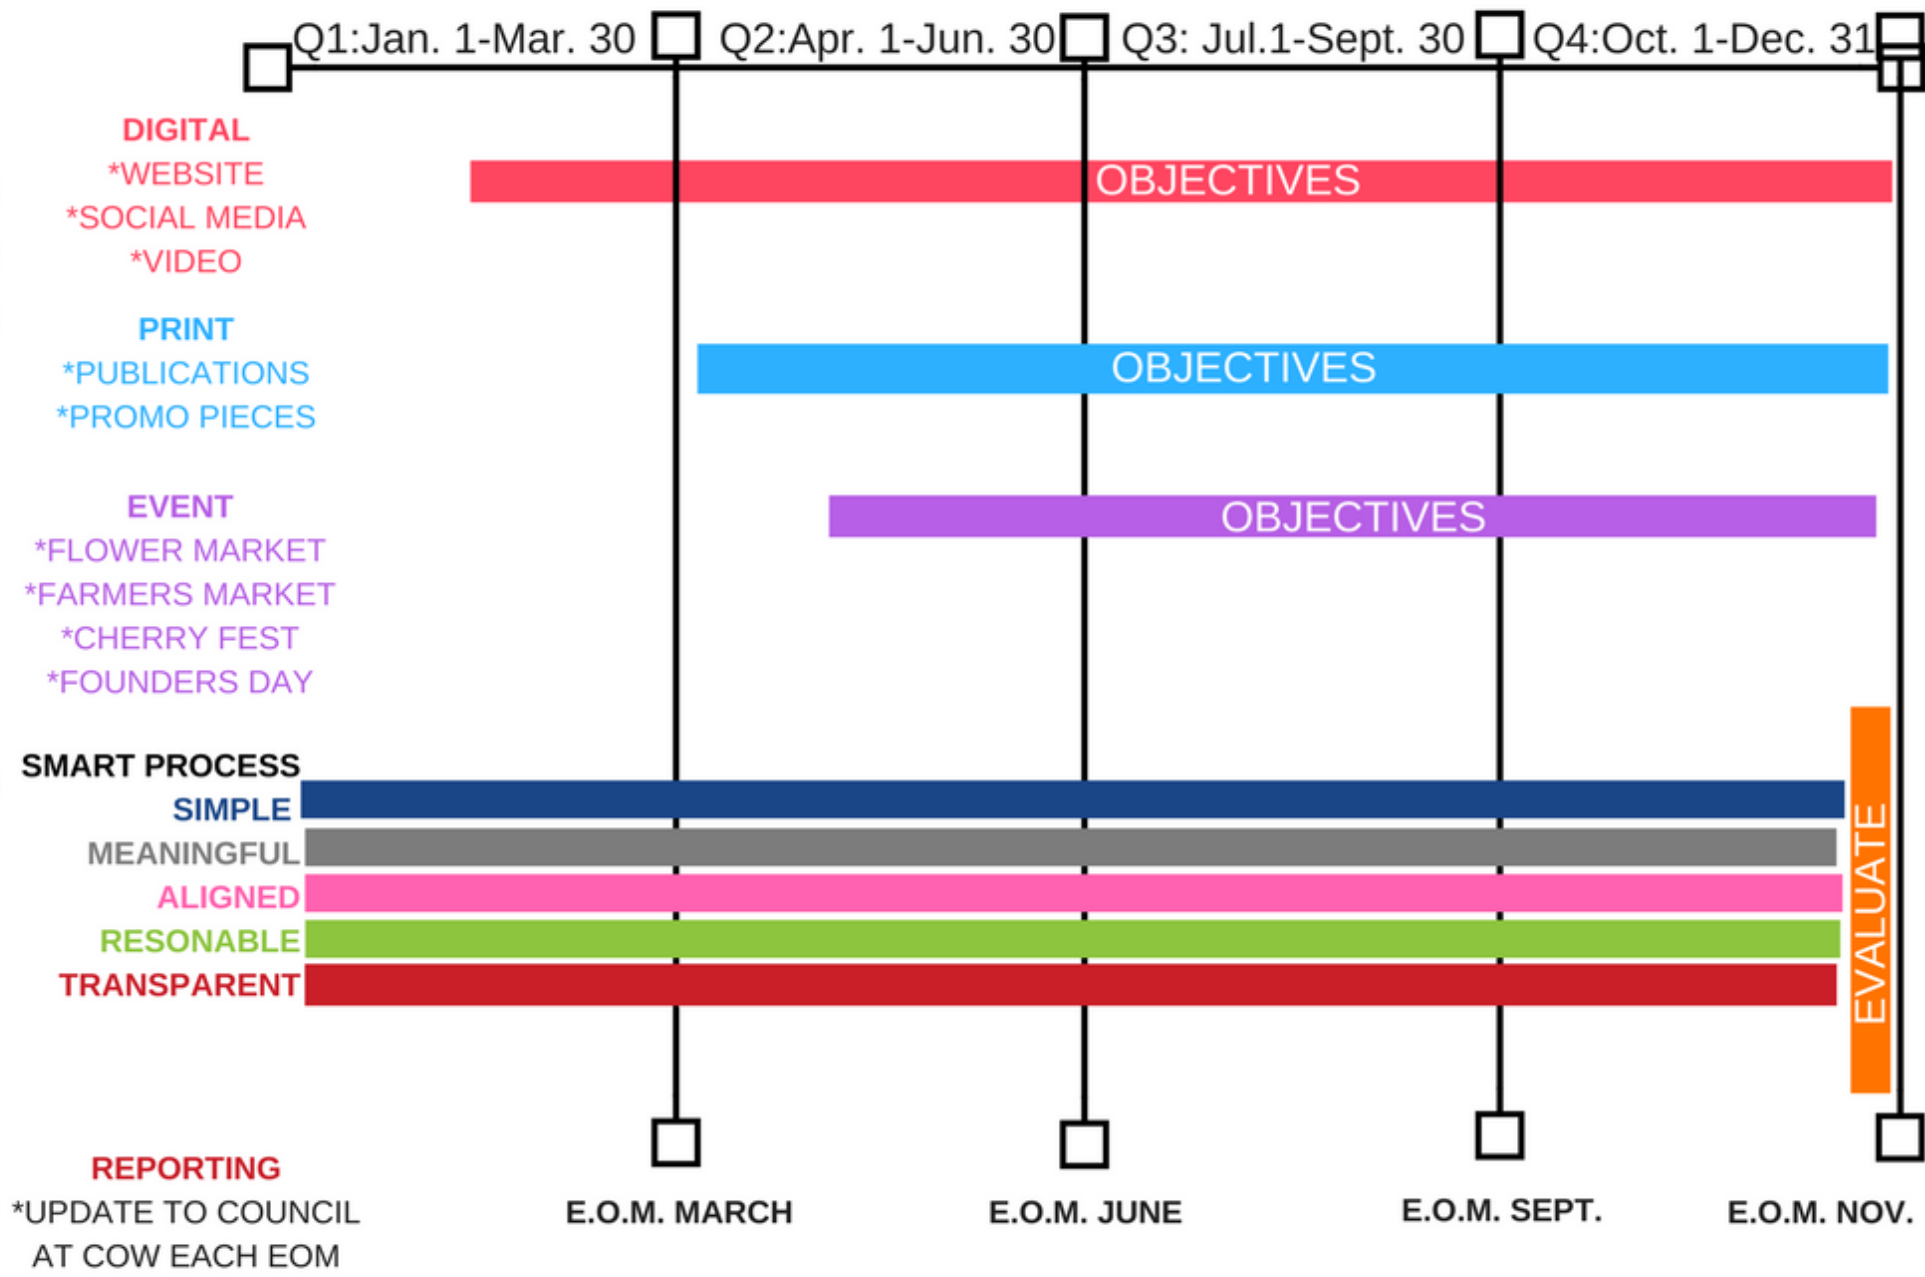 Q1:Jan. 1-Mar. 30
Q2:Apr. 1-Jun. 30
Q3: Jul.1-Sept. 30
Q4:Oct. 1-Dec. 31
DIGITAL
*WEBSITE
*SOCIAL MEDIA
*VIDEO
OBJECTIVES
PRINT
*PUBLICATIONS
*PROMO PIECES
OBJECTIVES
EVENT
*FLOWER MARKET
*FARMERS MARKET
*CHERRY FEST
*FOUNDERS DAY
OBJECTIVES
SMART PROCESS
SIMPLE
MEANINGFUL
ALIGNED
RESONABLE
TRANSPARENT
EVALUATE
REPORTING
*UPDATE TO COUNCIL
AT COW EACH EOM
E.O.M. MARCH
E.O.M. JUNE
E.O.M. SEPT.
E.O.M. NOV.